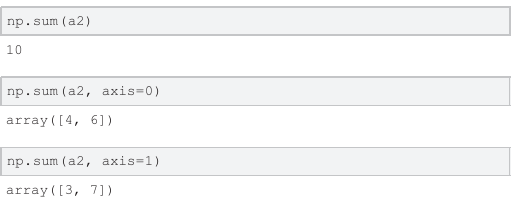 np.sum(a2)
10
np.sum(a2, axis=0)
array([4, 6])
np.sum(a2, axis=1)
array([3, 7])